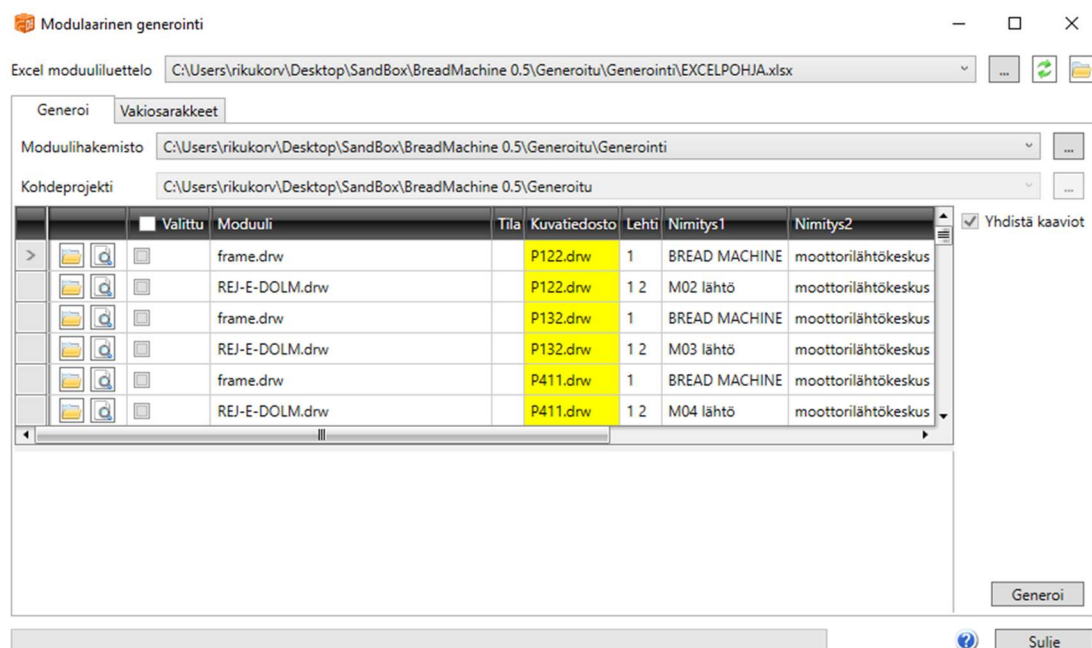 Modulaarinen generointi
Excel moduuliluettelo C:\Users\rikukorv\Desktop\SandBox\BreadMachine 0.5\Generoitu\Generointi\EXCELPOHJA.xlsx ...
Generoi Vakiosarakkeet
Moduulihakemisto C:\Users\rikukorv\Desktop\SandBox\BreadMachine 0.5\Generoitu\Generointi ...
Kohdeprojekti C:\Users\rikukorv\Desktop\SandBox\BreadMachine 0.5\Generoitu ...
Valittu Moduuli Tila Kuvatiedosto Lehti Nimitys1 Nimitys2 Yhdistä kaaviot
frame.drw P122.drw 1 BREAD MACHINE moottorilähtökeskus
REJ-E-DOLM.drw P122.drw 1 2 M02 lähtö moottorilähtökeskus
frame.drw P132.drw 1 BREAD MACHINE moottorilähtökeskus
REJ-E-DOLM.drw P132.drw 1 2 M03 lähtö moottorilähtökeskus
frame.drw P411.drw 1 BREAD MACHINE moottorilähtökeskus
REJ-E-DOLM.drw P411.drw 1 2 M04 lähtö moottorilähtökeskus
Generoi
Sulje